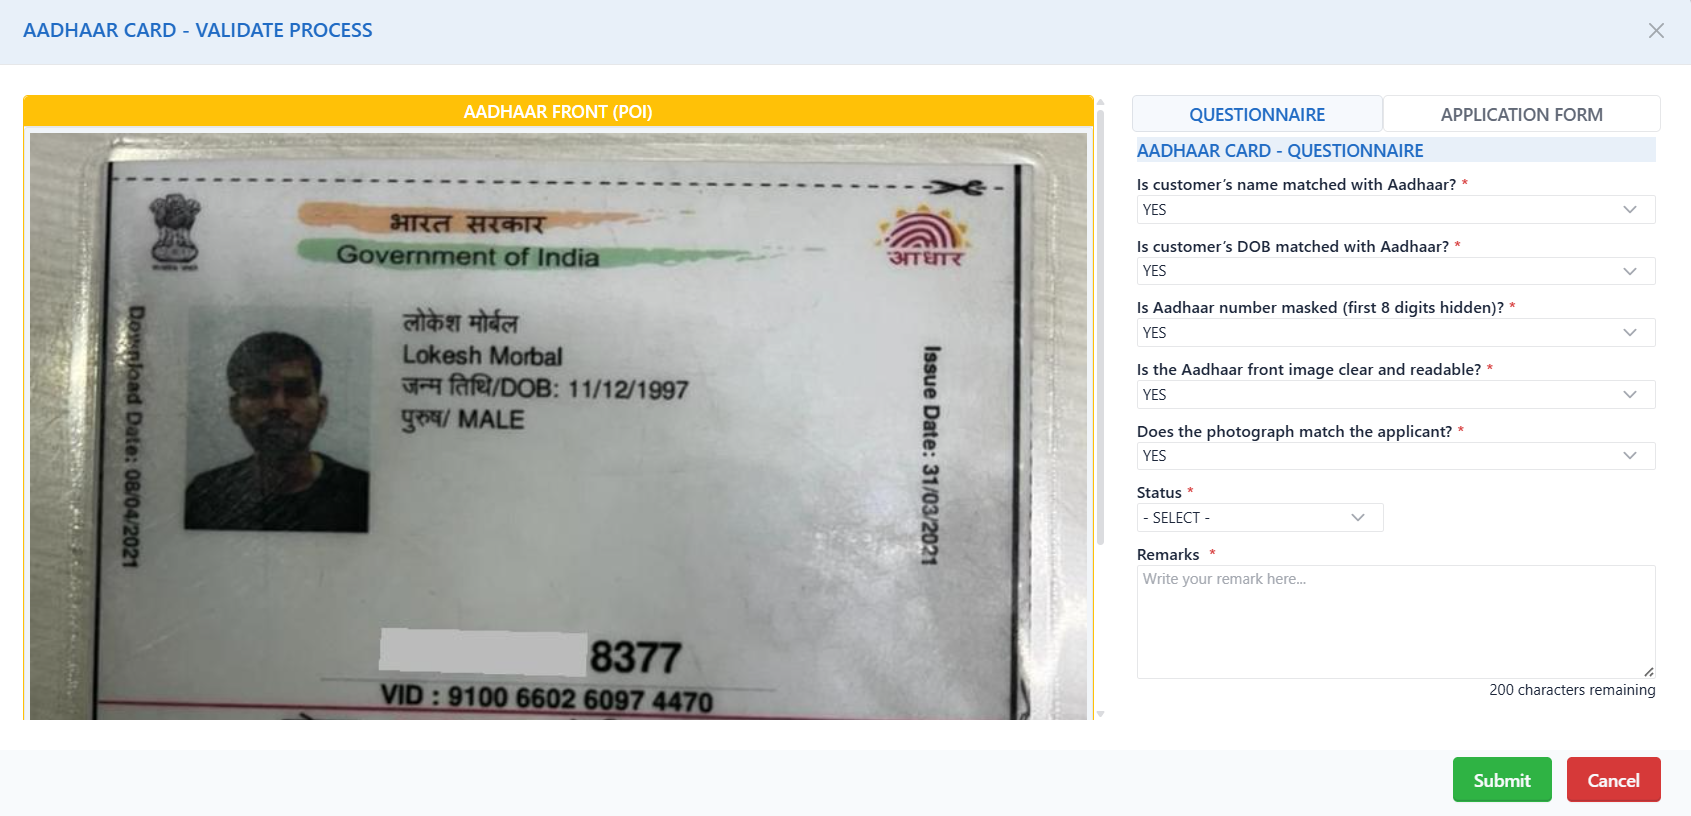 AADHAAR CARD - VALIDATE PROCESS
AADHAAR FRONT (POI)
भारत सरकार
Government of India
आधार
Download Date: 08/04/2021
लोकेश मोर्बल
Lokesh Morbal
जन्म तिथि/DOB: 11/12/1997
पुरुष/ MALE
Issue Date: 31/03/2021
8377
VID : 9100 6602 6097 4470
QUESTIONNAIRE
APPLICATION FORM
AADHAAR CARD - QUESTIONNAIRE
Is customer's name matched with Aadhaar? *
YES
Is customer's DOB matched with Aadhaar? *
YES
Is Aadhaar number masked (first 8 digits hidden)? *
YES
Is the Aadhaar front image clear and readable? *
YES
Does the photograph match the applicant? *
YES
Status *
- SELECT -
Remarks *
Write your remark here...
200 characters remaining
Submit
Cancel